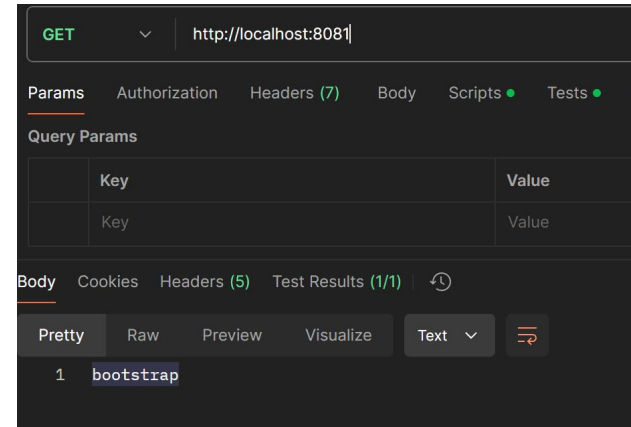 GET http://localhost:8081
Params Authorization Headers (7) Body Scripts Tests
Query Params
Key Value
Key Value
Body Cookies Headers (5) Test Results (1/1)
Pretty Raw Preview Visualize Text
1 bootstrap